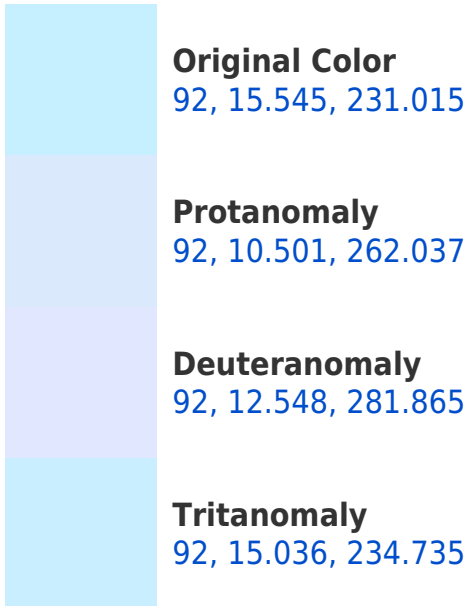 Original Color
92, 15.545, 231.015
Protanomaly
92, 10.501, 262.037
Deuteranomaly
92, 12.548, 281.865
Tritanomaly
92, 15.036, 234.735